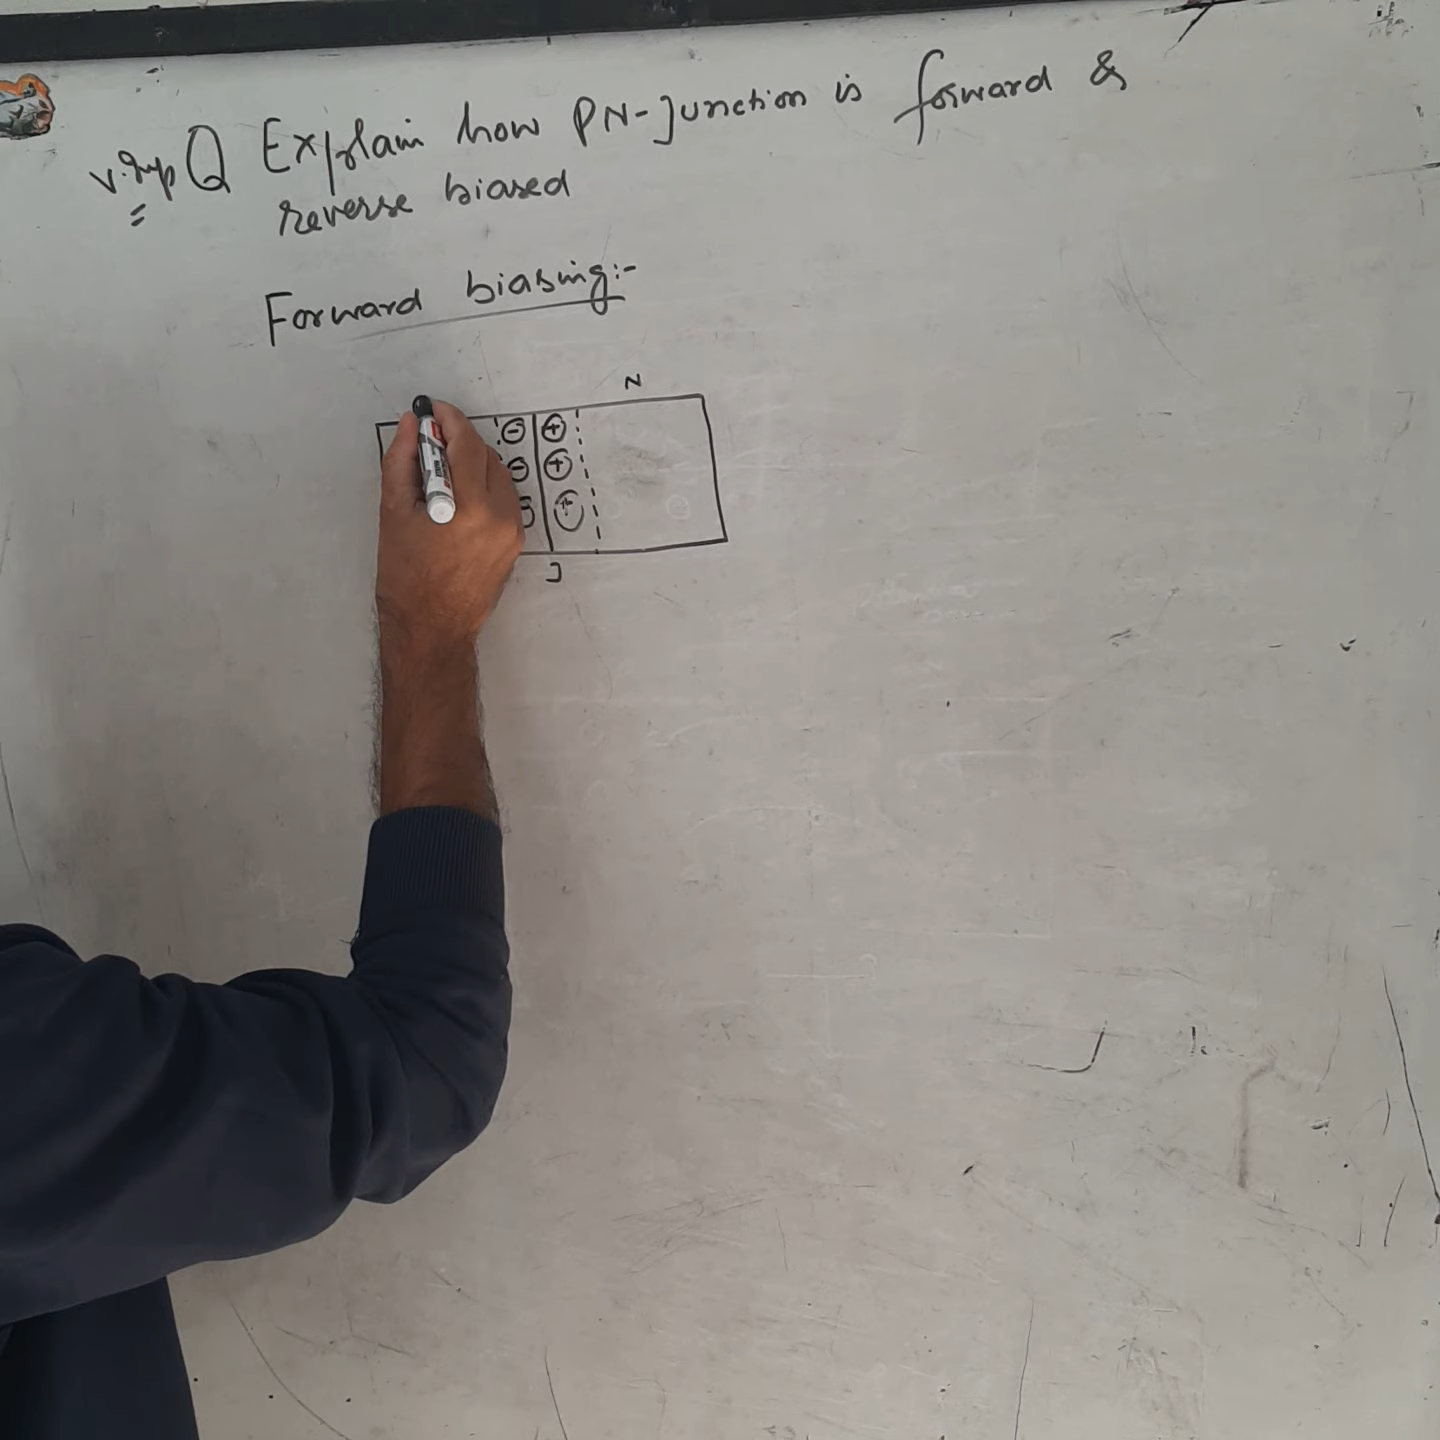 v.Imp Q Explain how PN-Junction is forward &
reverse biased
Forward biasing:-
N
⊖ ⊕
⊖ ⊕
⊖ ⊕
J